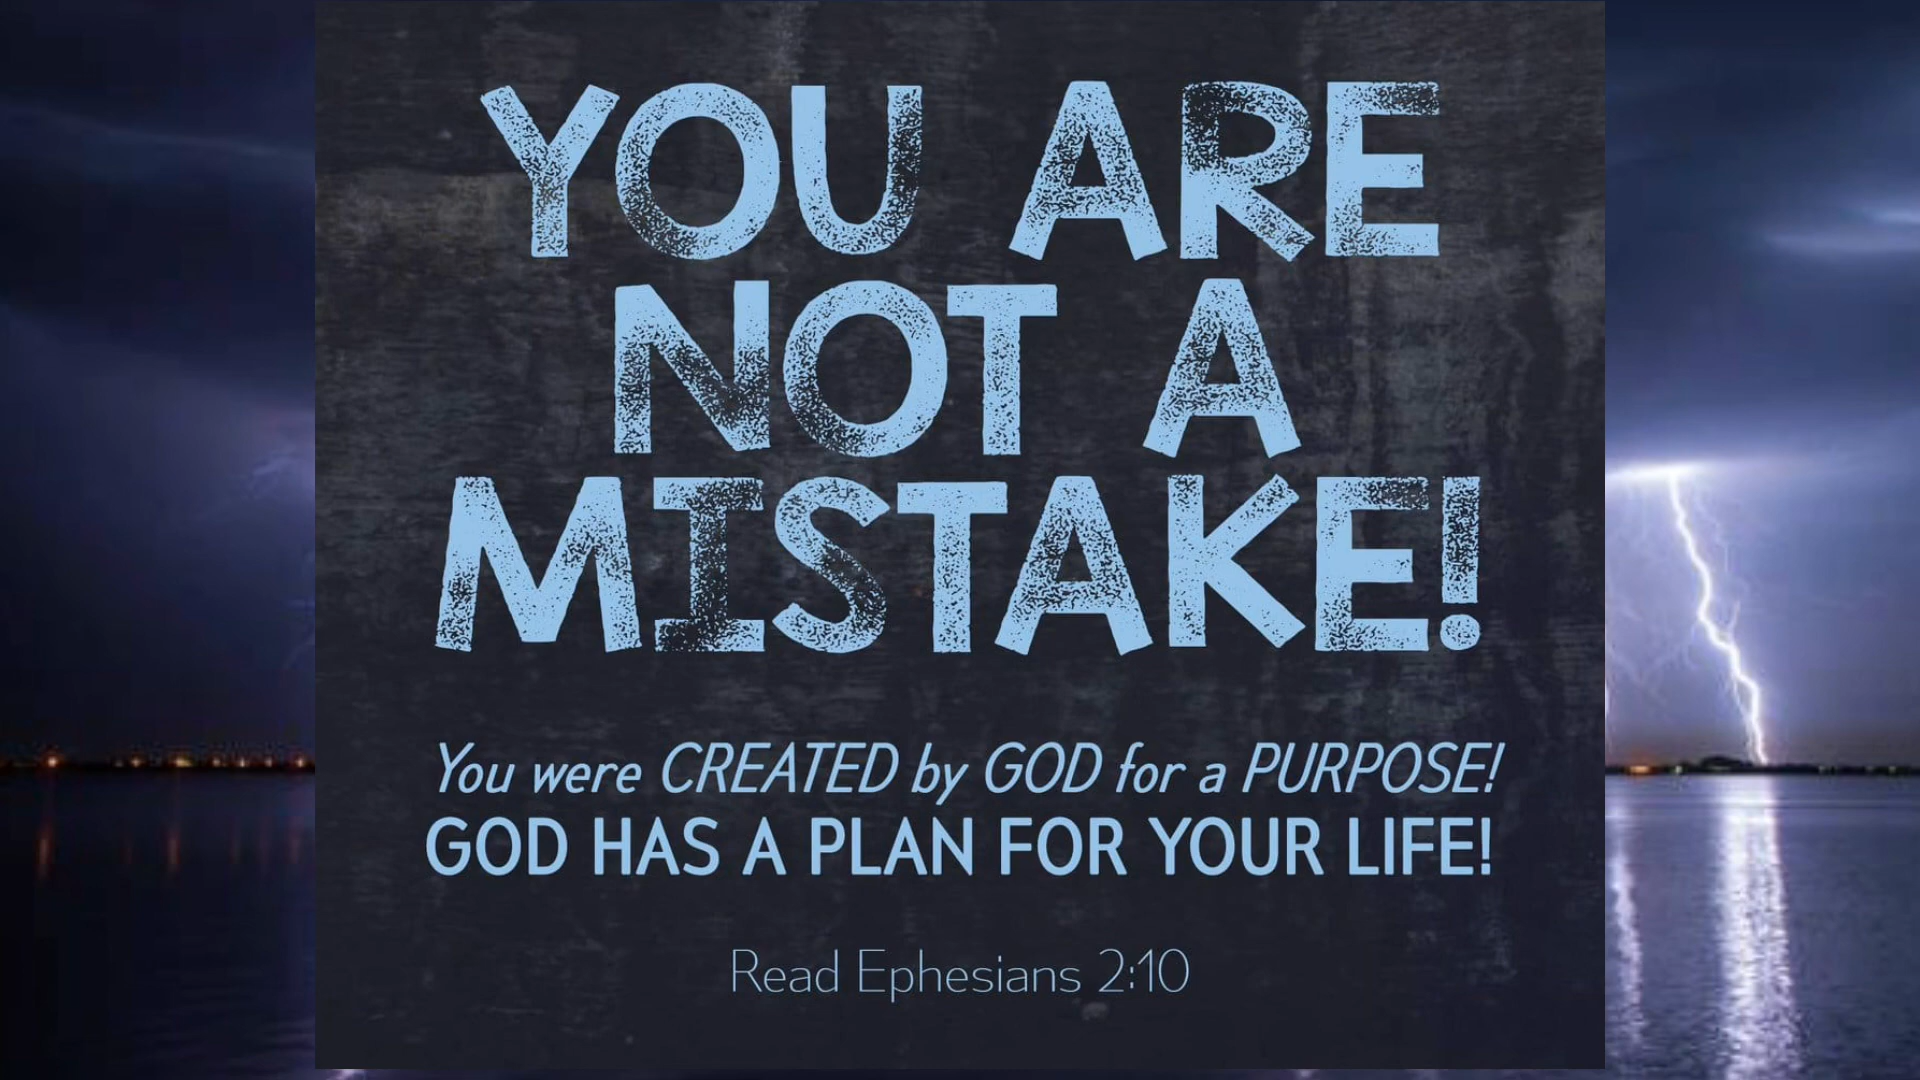 YOU ARE
NOT A
MISTAKE!
You were CREATED by GOD for a PURPOSE!
GOD HAS A PLAN FOR YOUR LIFE!
Read Ephesians 2:10